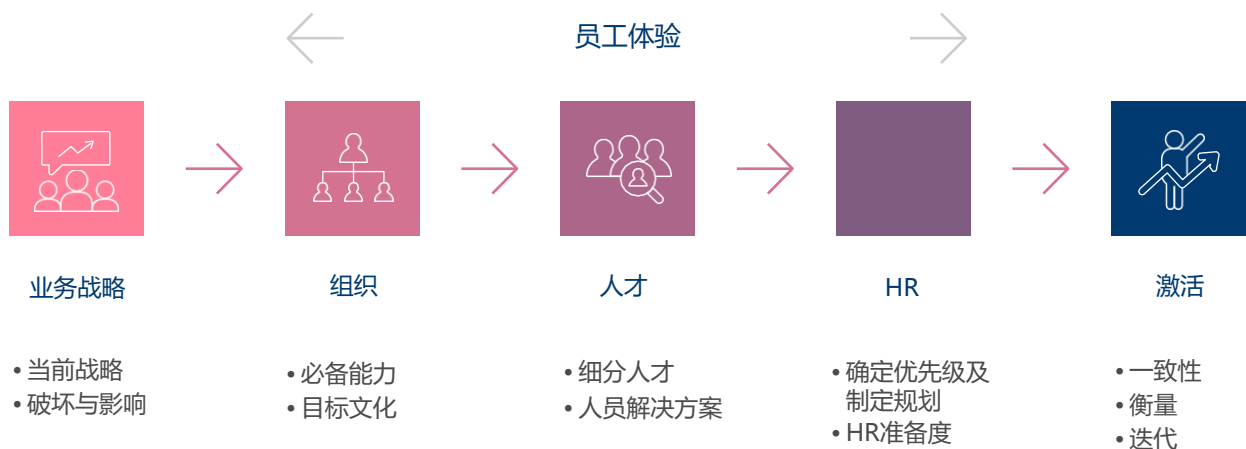 员工体验
业务战略
组织
人才
HR
激活
• 当前战略
• 破坏与影响
• 必备能力
• 目标文化
• 细分人才
• 人员解决方案
• 确定优先级及
制定规划
• HR准备度
• 一致性
• 衡量
• 迭代